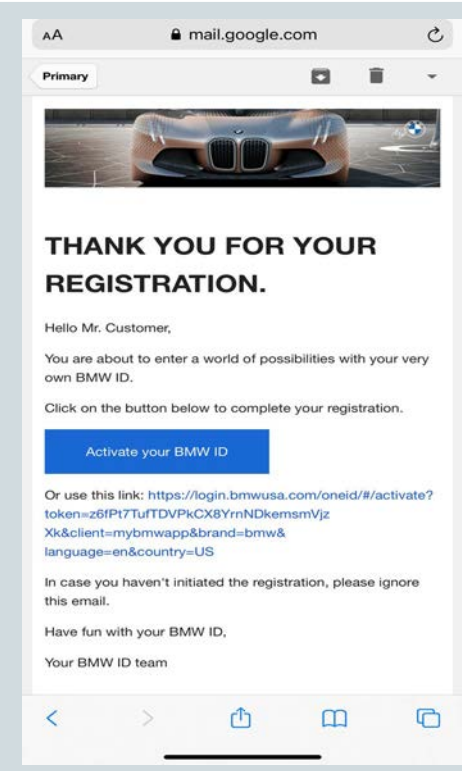 AA mail.google.com
Primary
THANK YOU FOR YOUR
REGISTRATION.
Hello Mr. Customer,
You are about to enter a world of possibilities with your very
own BMW ID.
Click on the button below to complete your registration.
Activate your BMW ID
Or use this link: https://login.bmwusa.com/oneid/#/activate?
token=z6fPt7TufTDVPkCX8YrnNDkemsmVjz
Xk&client=mybmwapp&brand=bmw&
language=en&country=US
In case you haven't initiated the registration, please ignore
this email.
Have fun with your BMW ID,
Your BMW ID team